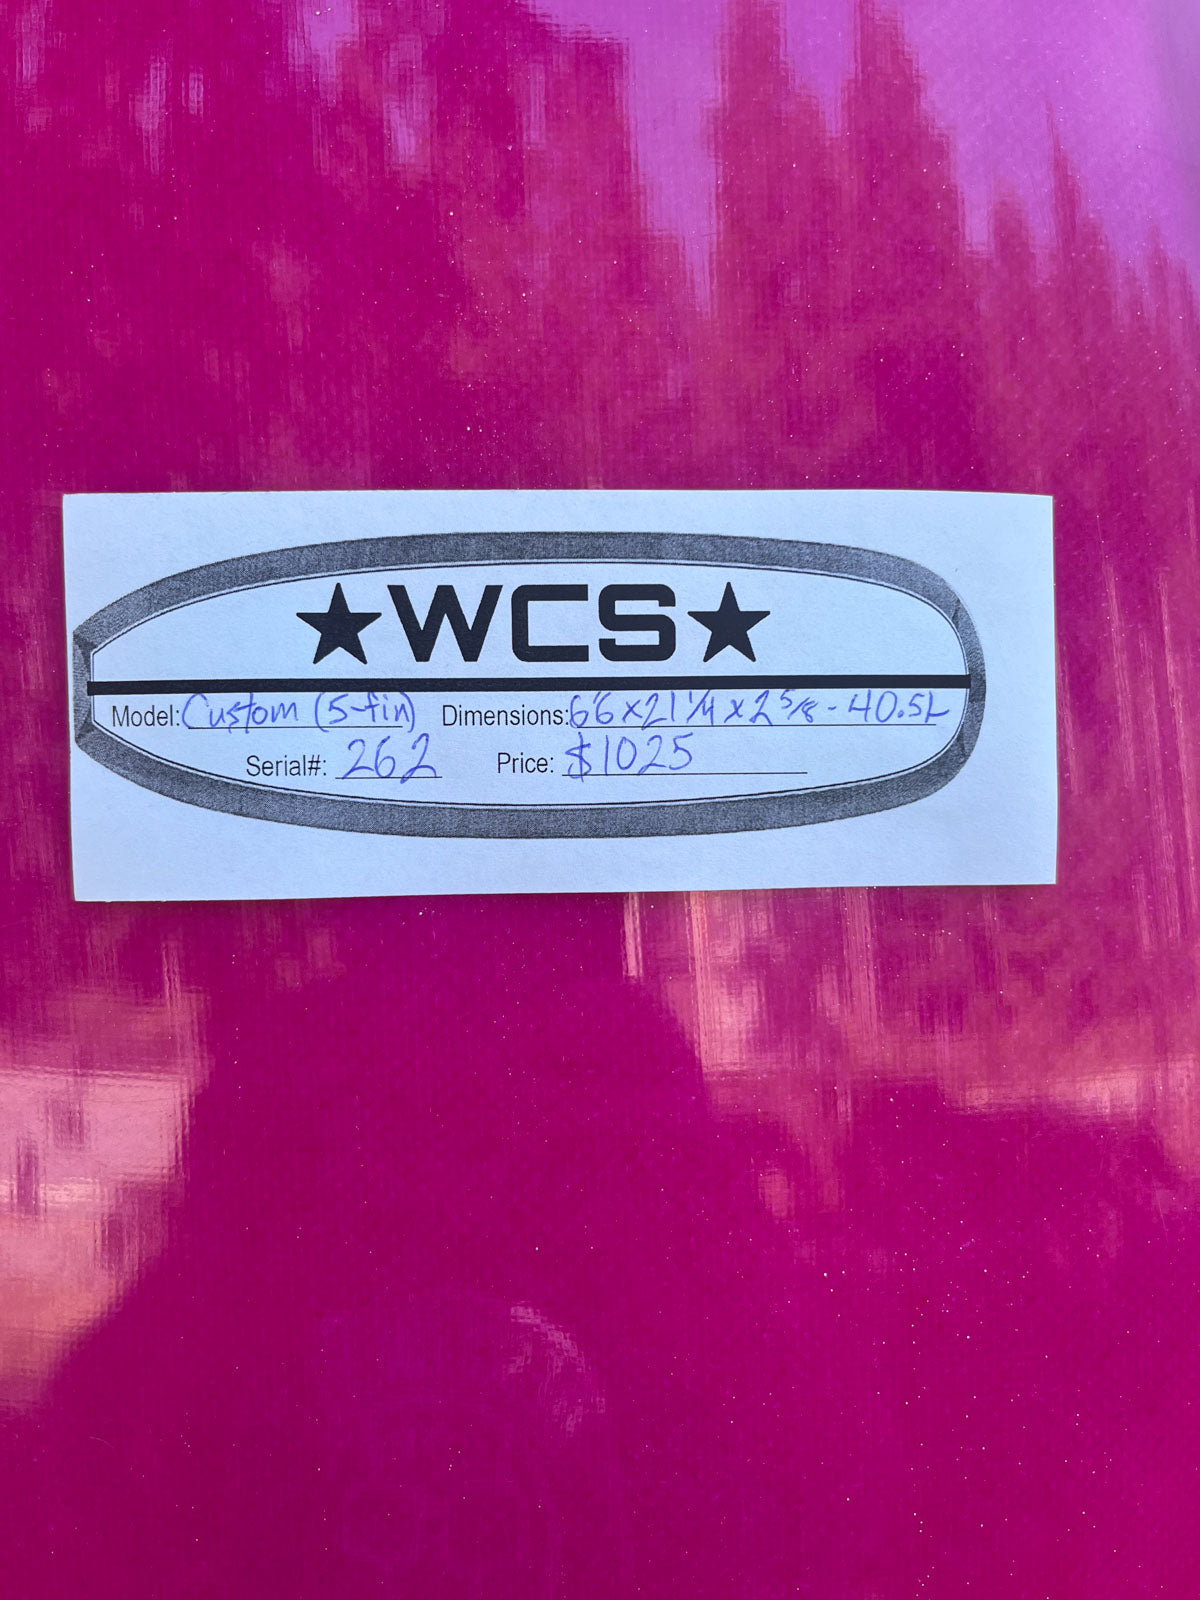 ★WCS★
Model: Custom (5-fin) Dimensions: 6'6 x 21 1/4 x 2 5/8 - 40.5L
Serial#: 262 Price: $1025